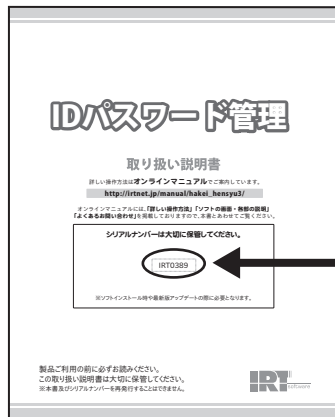 IDパスワード管理
取り扱い説明書
詳しい操作方法はオンラインマニュアルでご案内しています。
http://irtnet.jp/manual/hakei_hensyu3/
オンラインマニュアルには、「詳しい操作方法」「ソフトの画面・各部の説明」
「よくあるお問い合わせ」を掲載しておりますので、本書とあわせてご覧ください。
シリアルナンバーは大切に保管してください。
IRT0389
※ソフトインストール時や最新版アップデートの際に必要となります。
製品ご利用の前に必ずお読みください。
この取り扱い説明書は大切に保管してください。
※本書及びシリアルナンバーを再発行することはできません。
IRT software